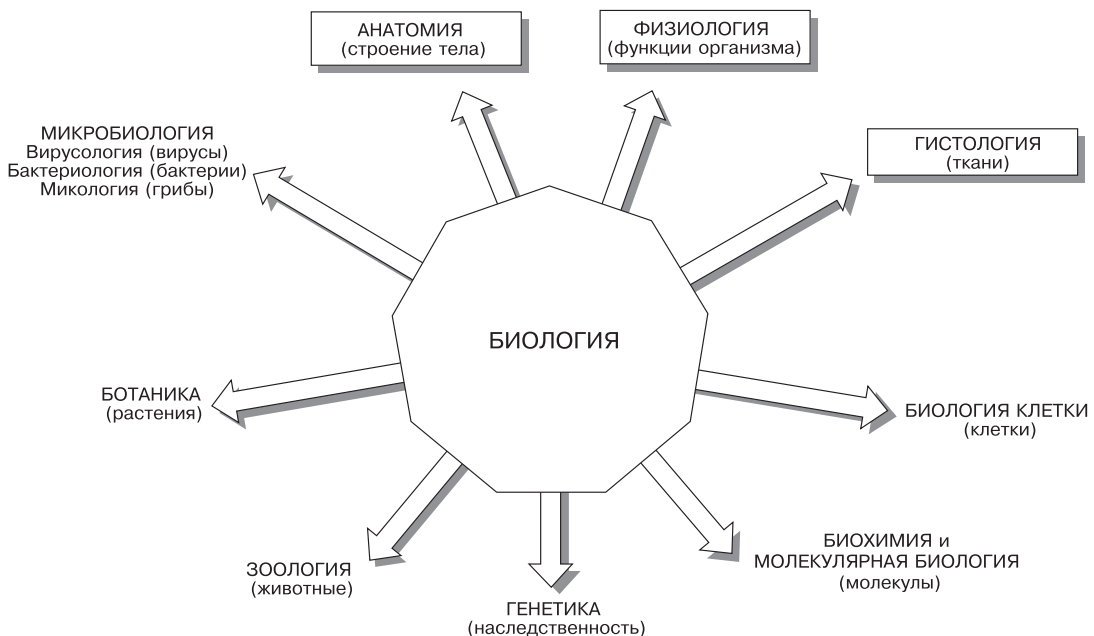 АНАТОМИЯ
(строение тела)
ФИЗИОЛОГИЯ
(функции организма)
МИКРОБИОЛОГИЯ
Вирусология (вирусы)
Бактериология (бактерии)
Микология (грибы)
ГИСТОЛОГИЯ
(ткани)
БИОЛОГИЯ
БОТАНИКА
(растения)
БИОЛОГИЯ КЛЕТКИ
(клетки)
ЗООЛОГИЯ
(животные)
БИОХИМИЯ и
МОЛЕКУЛЯРНАЯ БИОЛОГИЯ
(молекулы)
ГЕНЕТИКА
(наследственность)